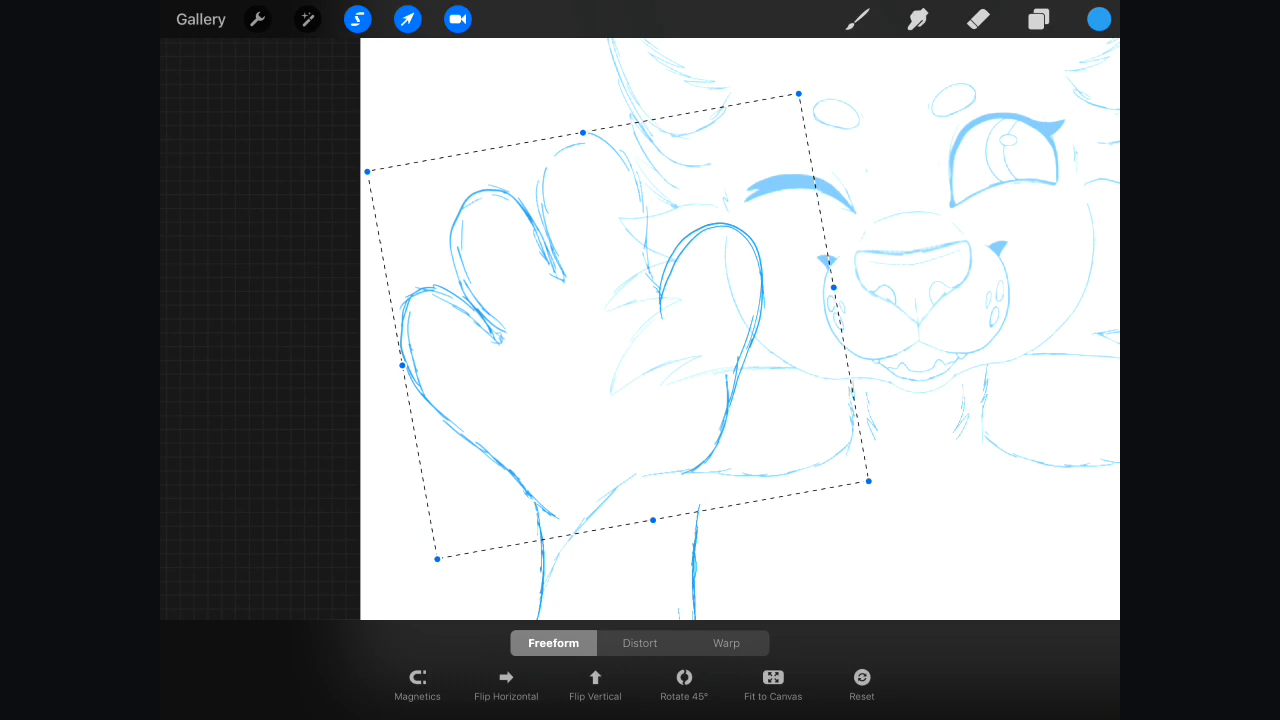 Gallery
Freeform Distort Warp
Magnetics Flip Horizontal Flip Vertical Rotate 45° Fit to Canvas Reset